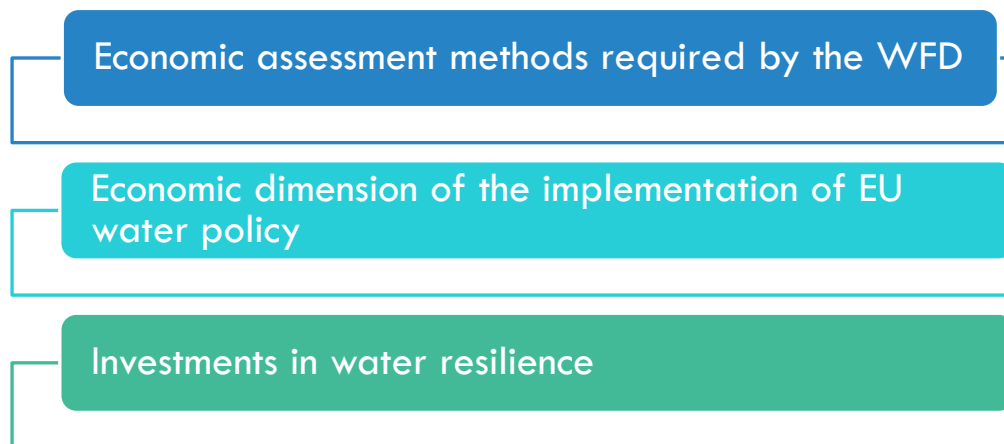 Economic assessment methods required by the WFD
Economic dimension of the implementation of EU
water policy
Investments in water resilience